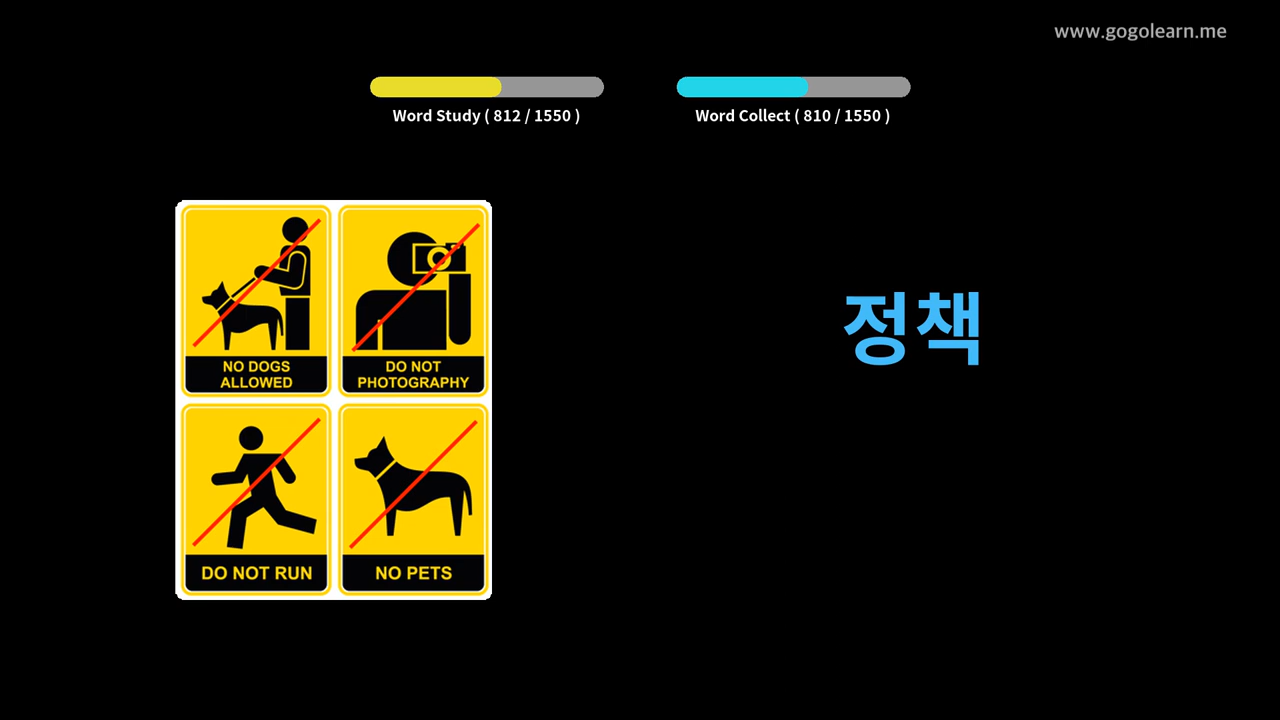 www.gogolearn.me
Word Study ( 812 / 1550 )
Word Collect ( 810 / 1550 )
NO DOGS
ALLOWED
DO NOT
PHOTOGRAPHY
정책
DO NOT RUN
NO PETS